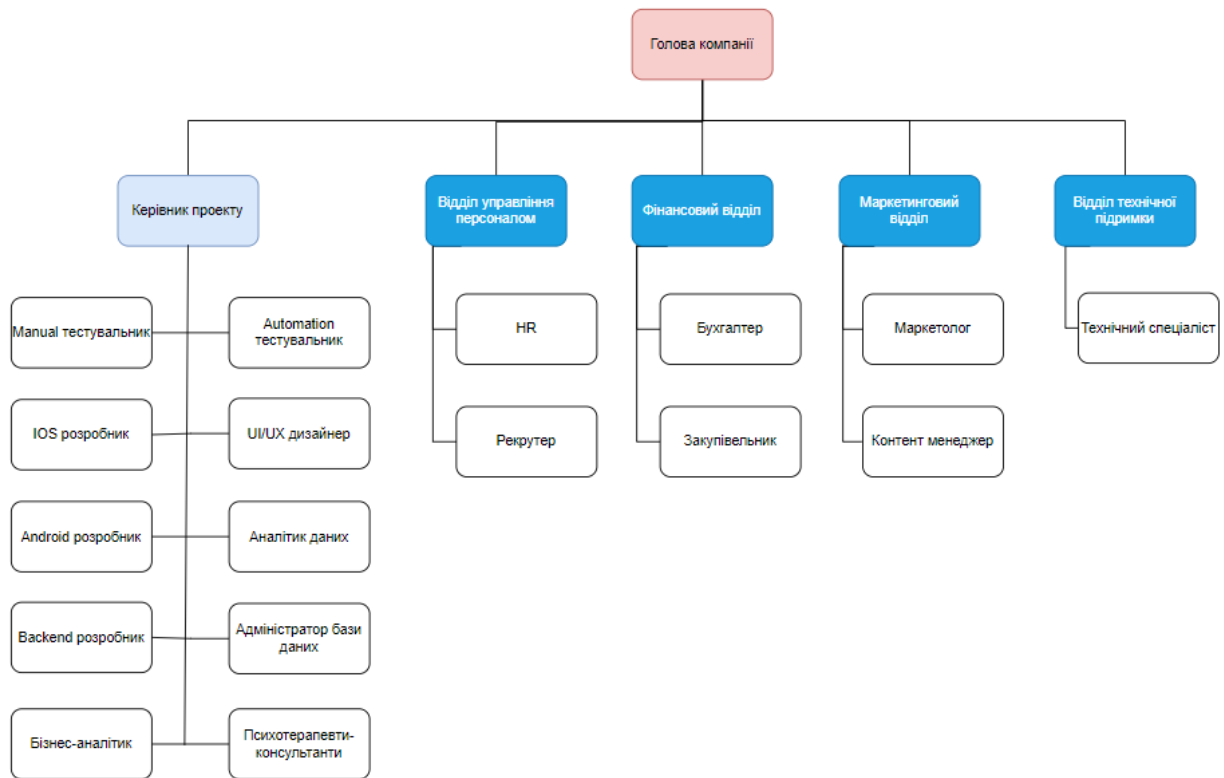 Голова компанії
Керівник проекту
Відділ управління
персоналом
Фінансовий відділ
Маркетинговий
відділ
Відділ технічної
підримки
Manual тестувальник
Automation
тестувальник
HR
Бухгалтер
Маркетолог
Технічний спеціаліст
IOS розробник
UI/UX дизайнер
Рекрутер
Закупівельник
Контент менеджер
Android розробник
Аналітик даних
Backend розробник
Адміністратор бази
даних
Бізнес-аналітик
Психотерапевти-
консультанти